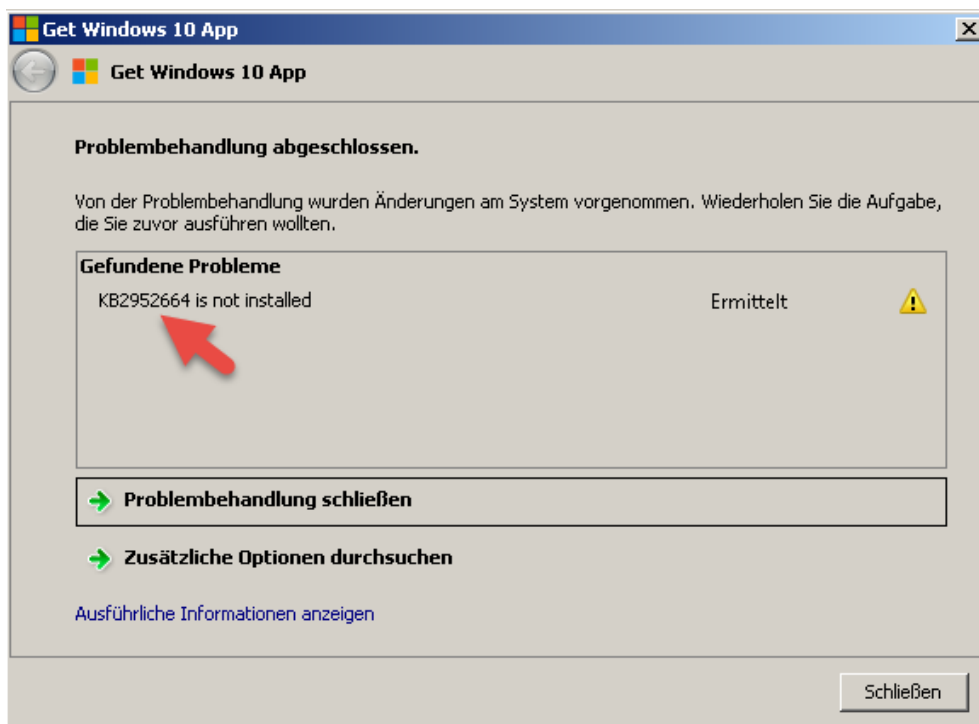 Get Windows 10 App
Get Windows 10 App
Problembehandlung abgeschlossen.
Von der Problembehandlung wurden Änderungen am System vorgenommen. Wiederholen Sie die Aufgabe,
die Sie zuvor ausführen wollten.
Gefundene Probleme
KB2952664 is not installed Ermittelt
Problembehandlung schließen
Zusätzliche Optionen durchsuchen
Ausführliche Informationen anzeigen
Schließen